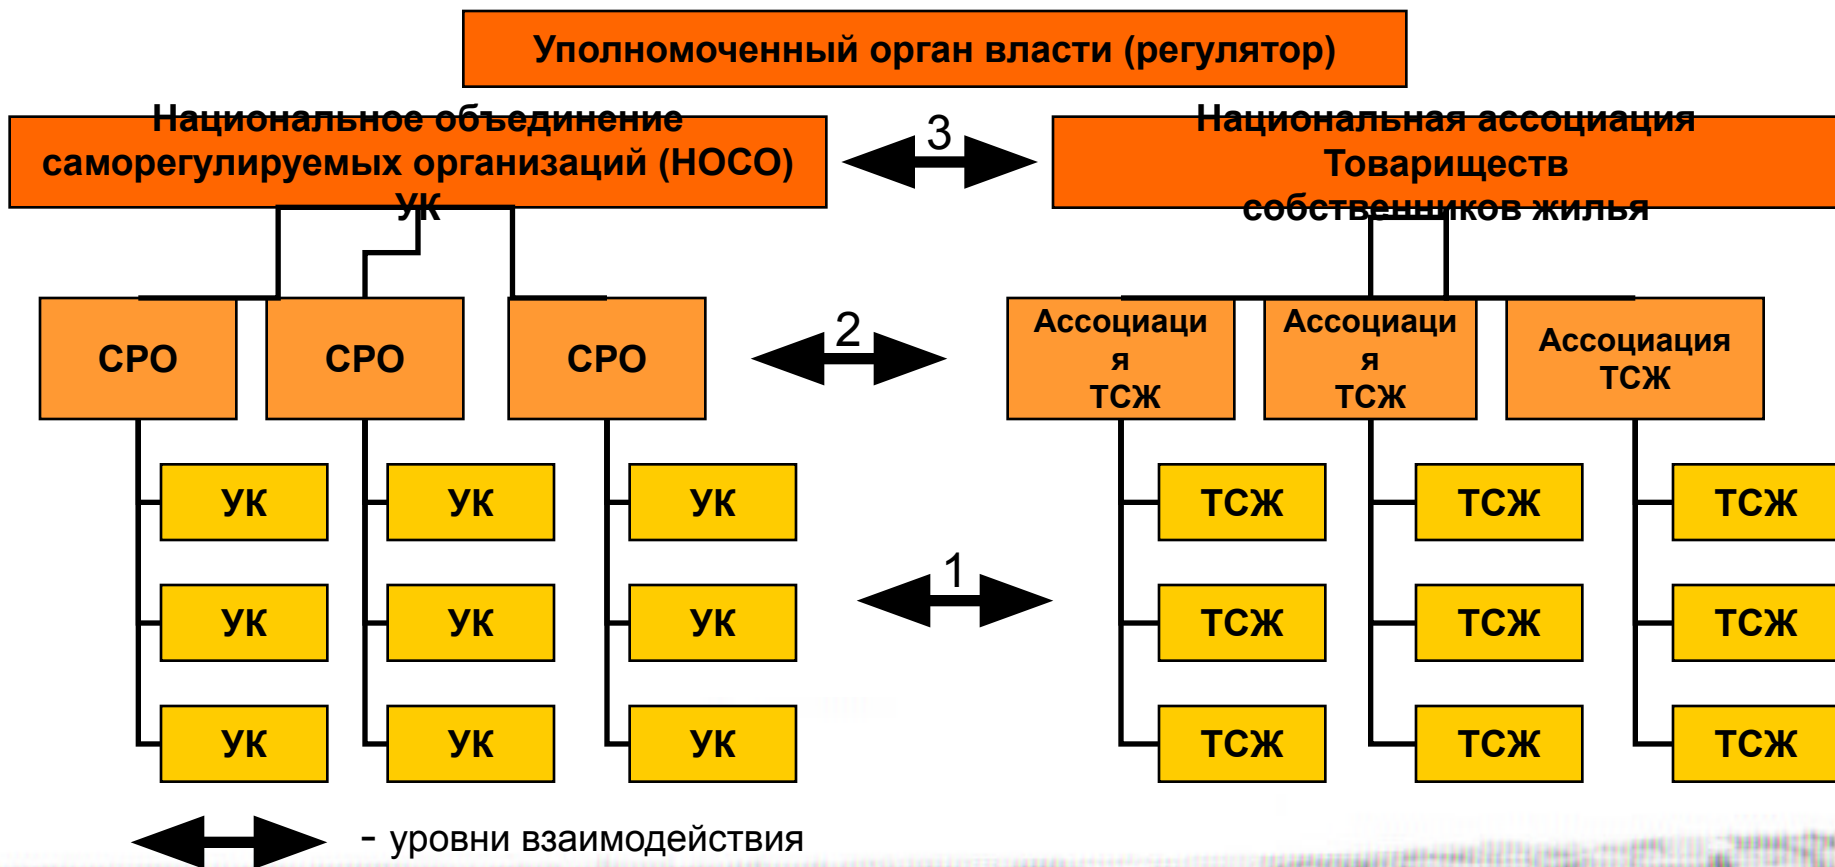 Уполномоченный орган власти (регулятор)
Национальное объединение
саморегулируемых организаций (НОСО)
УК
3
Национальная ассоциация
Товариществ
собственников жилья
СРО
СРО
СРО
2
Ассоциаци
я
ТСЖ
Ассоциаци
я
ТСЖ
Ассоциация
ТСЖ
УК
УК
УК
ТСЖ
ТСЖ
ТСЖ
1
УК
УК
УК
ТСЖ
ТСЖ
ТСЖ
УК
УК
УК
ТСЖ
ТСЖ
ТСЖ
- уровни взаимодействия